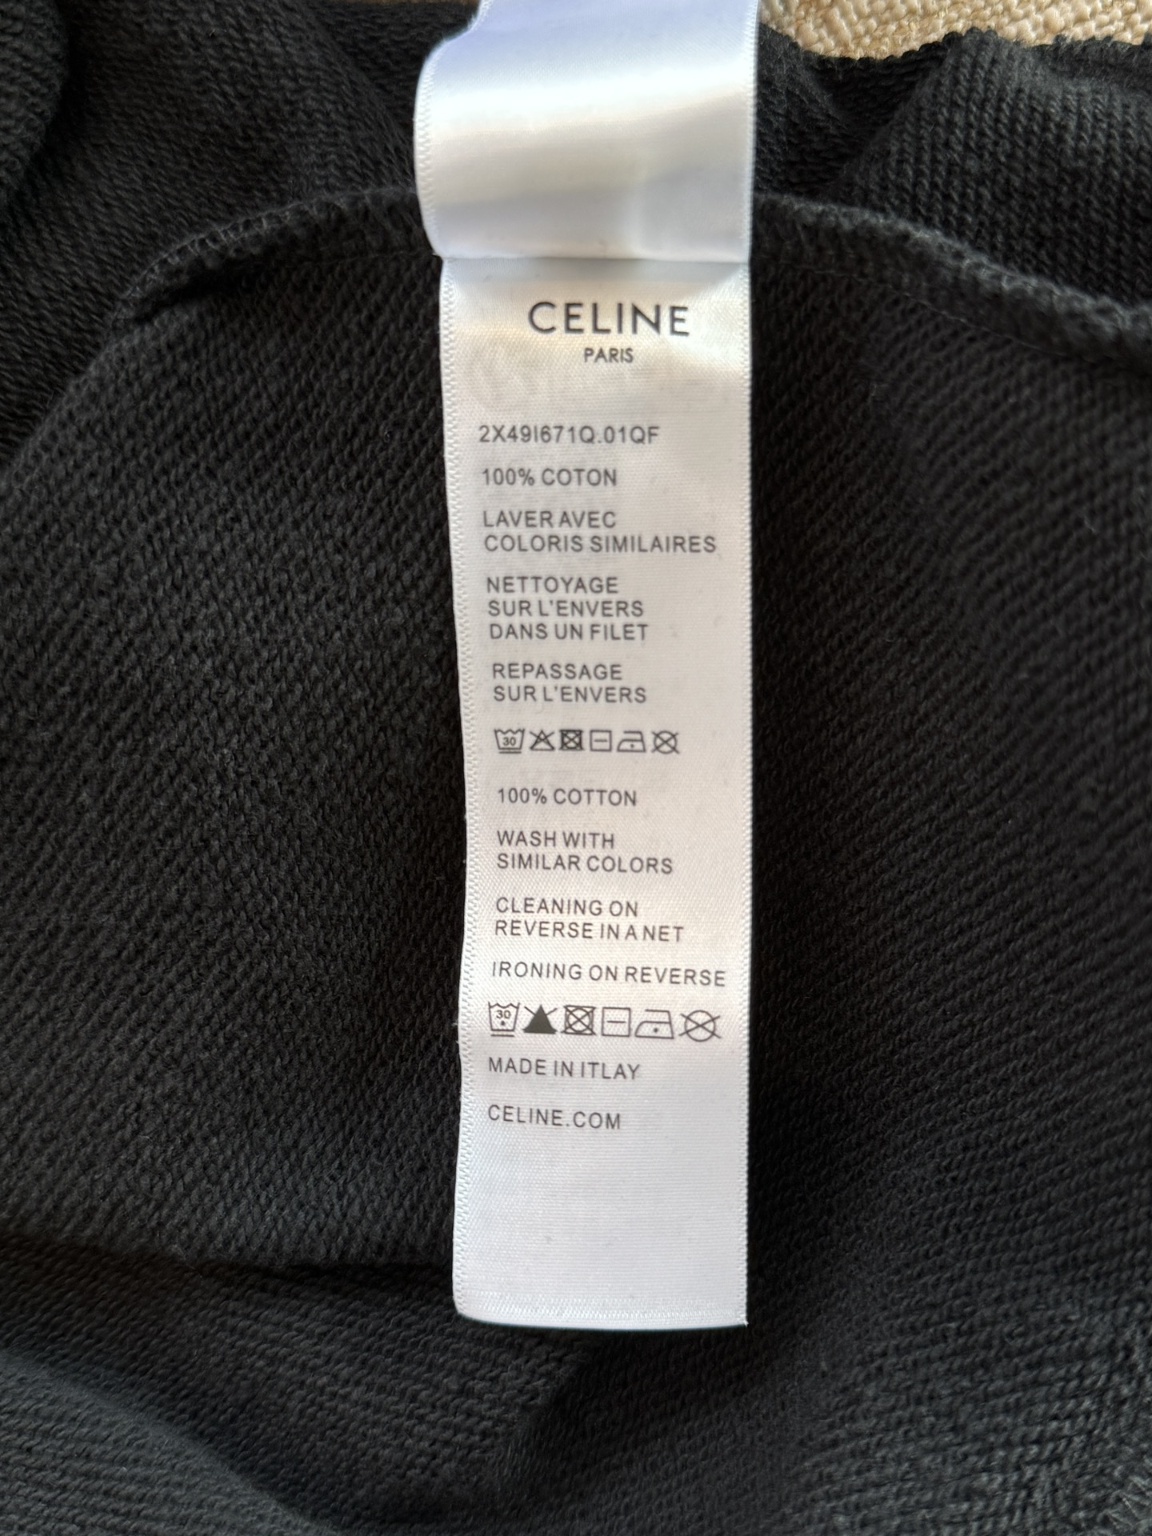 CELINE
PARIS
2X49I671Q.01QF
100% COTON
LAVER AVEC
COLORIS SIMILAIRES
NETTOYAGE
SUR L'ENVERS
DANS UN FILET
REPASSAGE
SUR L'ENVERS
30
100% COTTON
WASH WITH
SIMILAR COLORS
CLEANING ON
REVERSE IN A NET
IRONING ON REVERSE
30
MADE IN ITLAY
CELINE.COM